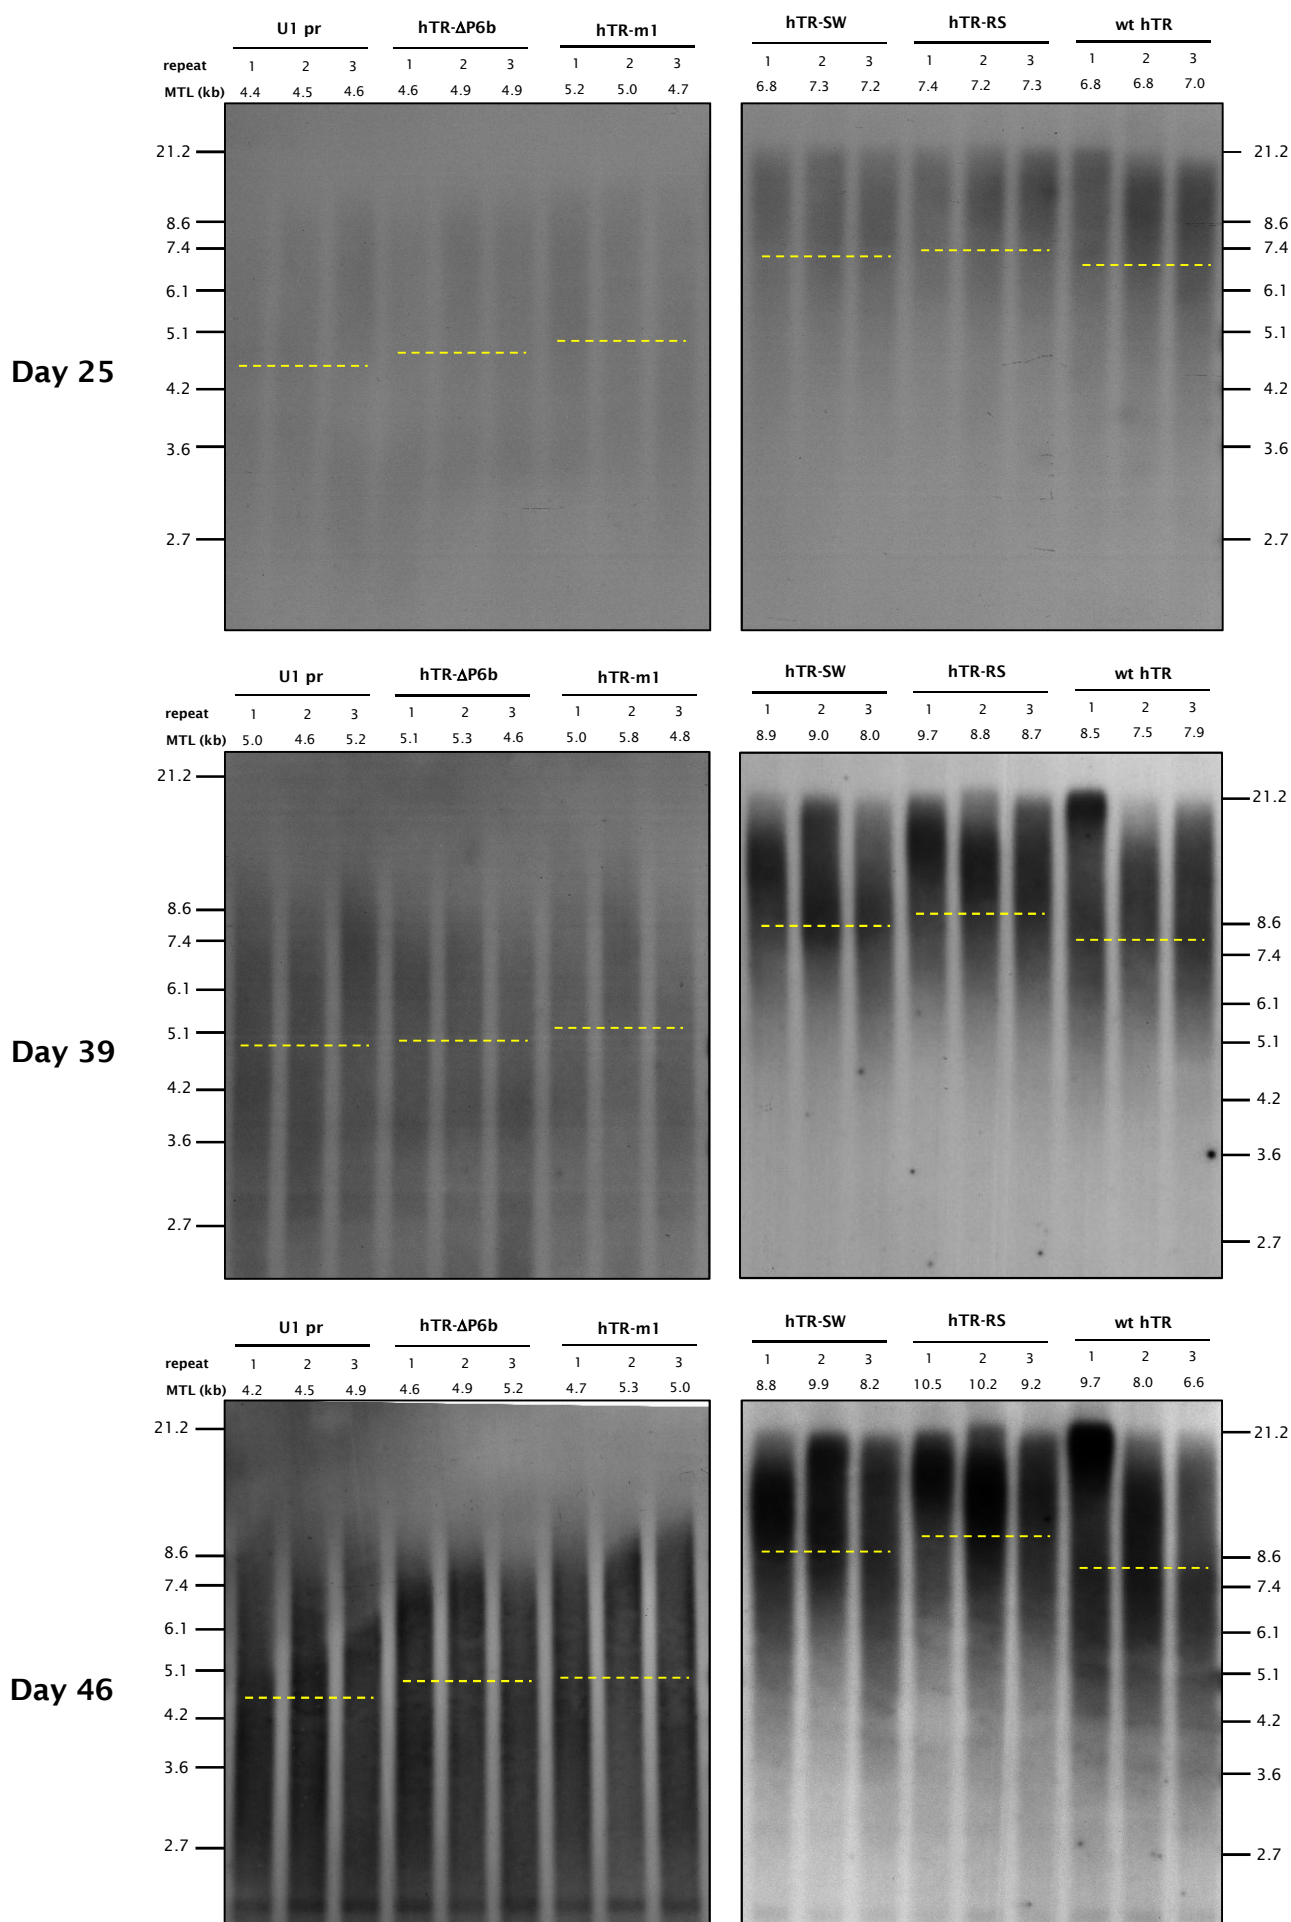 U1 pr hTR-ΔP6b hTR-m1 hTR-SW hTR-RS wt hTR
repeat 1 2 3 1 2 3 1 2 3 1 2 3 1 2 3 1 2 3
MTL (kb) 4.4 4.5 4.6 4.6 4.9 4.9 5.2 5.0 4.7 6.8 7.3 7.2 7.4 7.2 7.3 6.8 6.8 7.0
21.2 21.2
8.6 8.6
7.4 7.4
6.1 6.1
5.1 5.1
Day 25
4.2 4.2
3.6 3.6
2.7 2.7
U1 pr hTR-ΔP6b hTR-m1 hTR-SW hTR-RS wt hTR
repeat 1 2 3 1 2 3 1 2 3 1 2 3 1 2 3 1 2 3
MTL (kb) 5.0 4.6 5.2 5.1 5.3 4.6 5.0 5.8 4.8 8.9 9.0 8.0 9.7 8.8 8.7 8.5 7.5 7.9
21.2 21.2
8.6 8.6
7.4 7.4
6.1 6.1
5.1 5.1
Day 39
4.2 4.2
3.6 3.6
2.7 2.7
U1 pr hTR-ΔP6b hTR-m1 hTR-SW hTR-RS wt hTR
repeat 1 2 3 1 2 3 1 2 3 1 2 3 1 2 3 1 2 3
MTL (kb) 4.2 4.5 4.9 4.6 4.9 5.2 4.7 5.3 5.0 8.8 9.9 8.2 10.5 10.2 9.2 9.7 8.0 6.6
21.2 21.2
8.6 8.6
7.4 7.4
6.1 6.1
5.1 5.1
Day 46
4.2 4.2
3.6 3.6
2.7 2.7